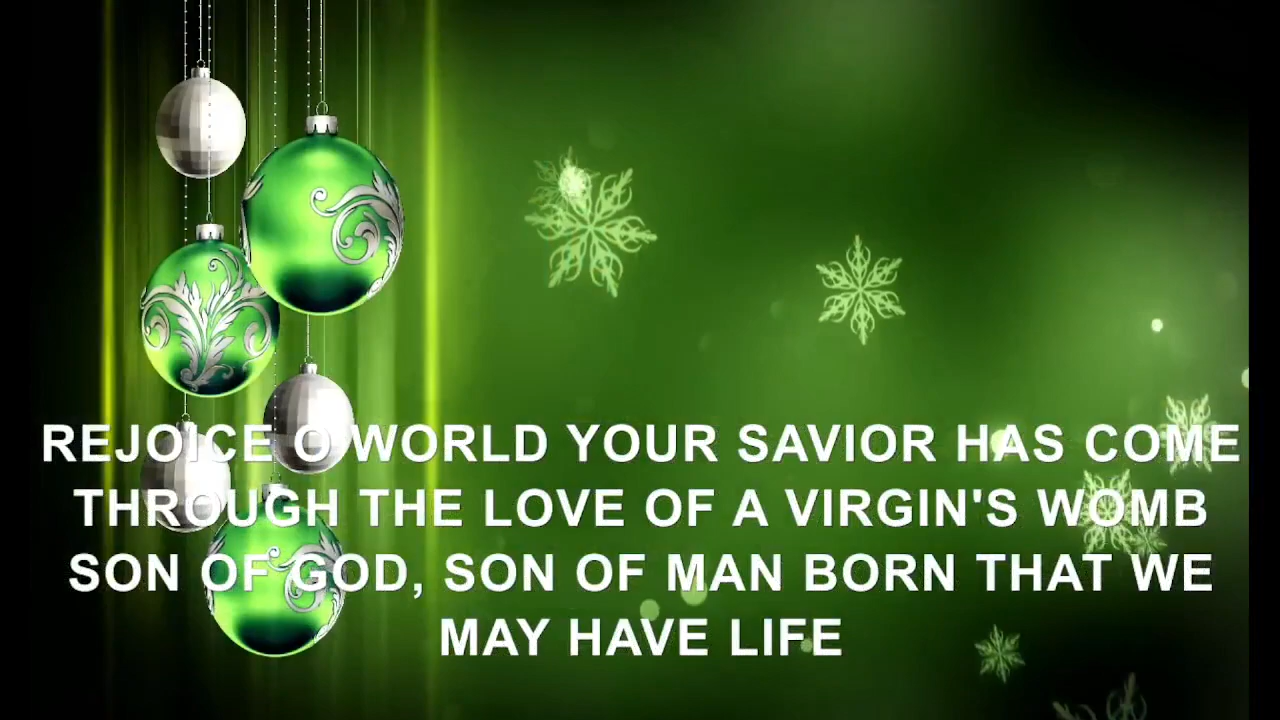 REJOICE O WORLD YOUR SAVIOR HAS COME
THROUGH THE LOVE OF A VIRGIN'S WOMB
SON OF GOD, SON OF MAN BORN THAT WE
MAY HAVE LIFE